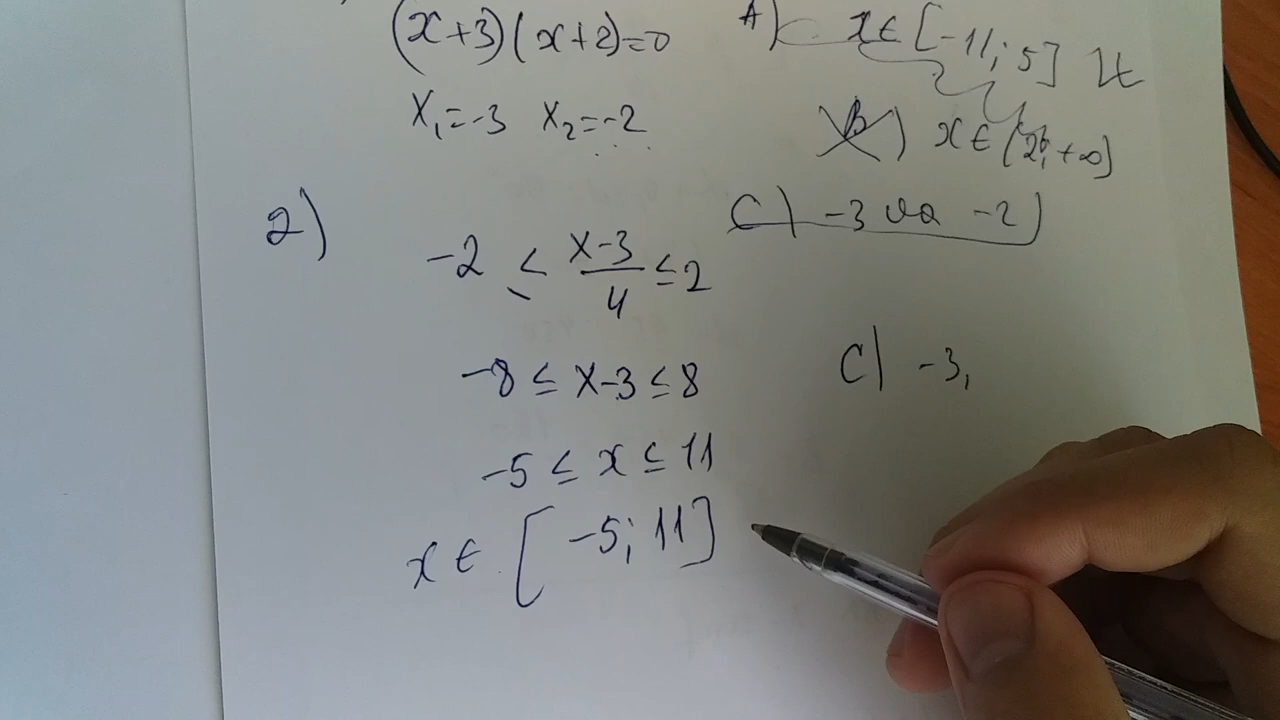 (x+3)(x+2)=0
x₁=-3 x₂=-2
A) x∈[-11; 5]
B) x∈(26, +∞)
C) -3 va -2
2)
-2 ≤ (x-3)/4 ≤ 2
-8 ≤ x-3 ≤ 8
-5 ≤ x ≤ 11
x∈[-5; 11]
C) -3,